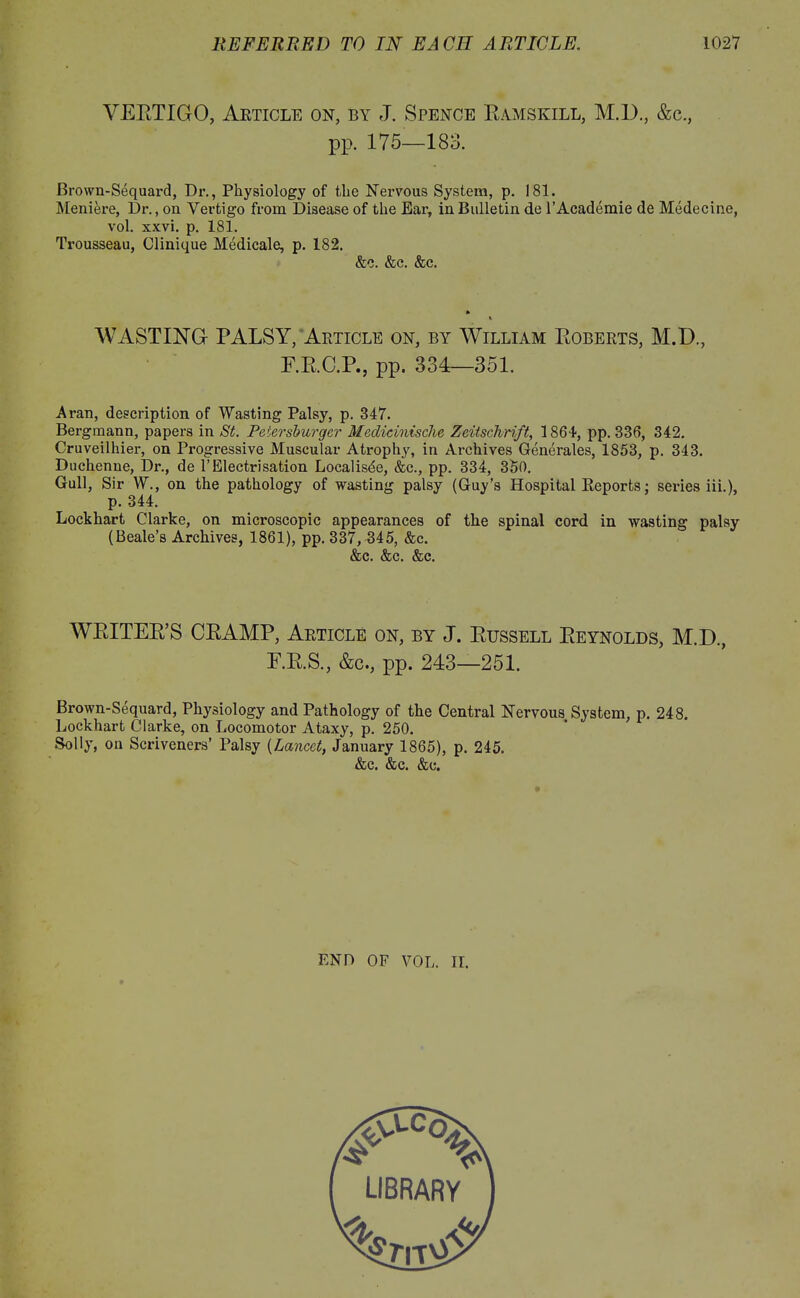 REFERRED TO IN EACH ARTICLE. 1027
VERTIGO, Article on, by J. Spence Ramskill, M.D., &c.,
pp. 175—183.
Brown-Séquard, Dr., Physiology of the Nervous System, p. 181.
Menière, Dr., on Vertigo from Disease of the Ear, in Bulletin de l'Académie de Médecine,
vol. xxvi. p. 181.
Trousseau, Clinique Médicale, p. 182.
&c. &c. &c.
WASTING PALSY, Article on, by William Roberts, M.D.,
F.R.C.P., pp. 334—351.
Aran, description of Wasting Palsy, p. 347.
Bergmann, papers in St. Petersburger Medicinische Zeitschrift, 1864, pp. 336, 342.
Cruveilhier, on Progressive Muscular Atrophy, in Archives Générales, 1853, p. 343.
Duchenne, Dr., de l'Electrisation Localisée, &c., pp. 334, 350.
Gull, Sir W., on the pathology of wasting palsy (Guy's Hospital Reports; series iii.),
p. 344.
Lockhart Clarke, on microscopic appearances of the spinal cord in wasting palsy
(Beale's Archives, 1861), pp. 337, 345, &c.
&c. &c. &c.
WRITER'S CRAMP, Article on, by J. Russell Reynolds, M.D.,
F.R.S., &c., pp. 243—251.
Brown-Séquard, Physiology and Pathology of the Central Nervous System, p. 248.
Lockhart Clarke, on Locomotor Ataxy, p. 250.
Solly, on Scriveners' Palsy (Lancet, January 1865), p. 245.
&c. &c. &c.
END OF VOL. II.
WELLCOME
LIBRARY
INSTITUTE